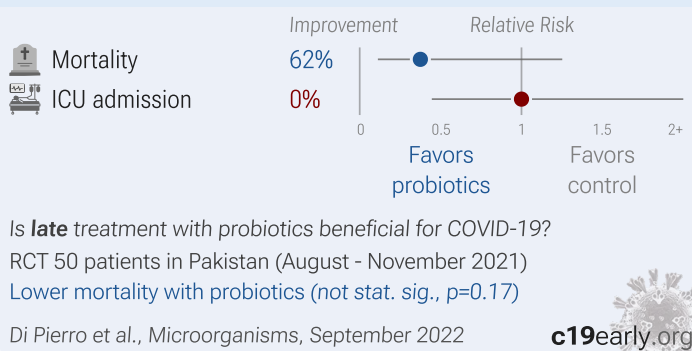 Improvement Relative Risk
Mortality 62%
ICU admission 0%
0 0.5 1 1.5 2+
Favors Favors
probiotics control
Is late treatment with probiotics beneficial for COVID-19?
RCT 50 patients in Pakistan (August - November 2021)
Lower mortality with probiotics (not stat. sig., p=0.17)
Di Pierro et al., Microorganisms, September 2022 c19early.org